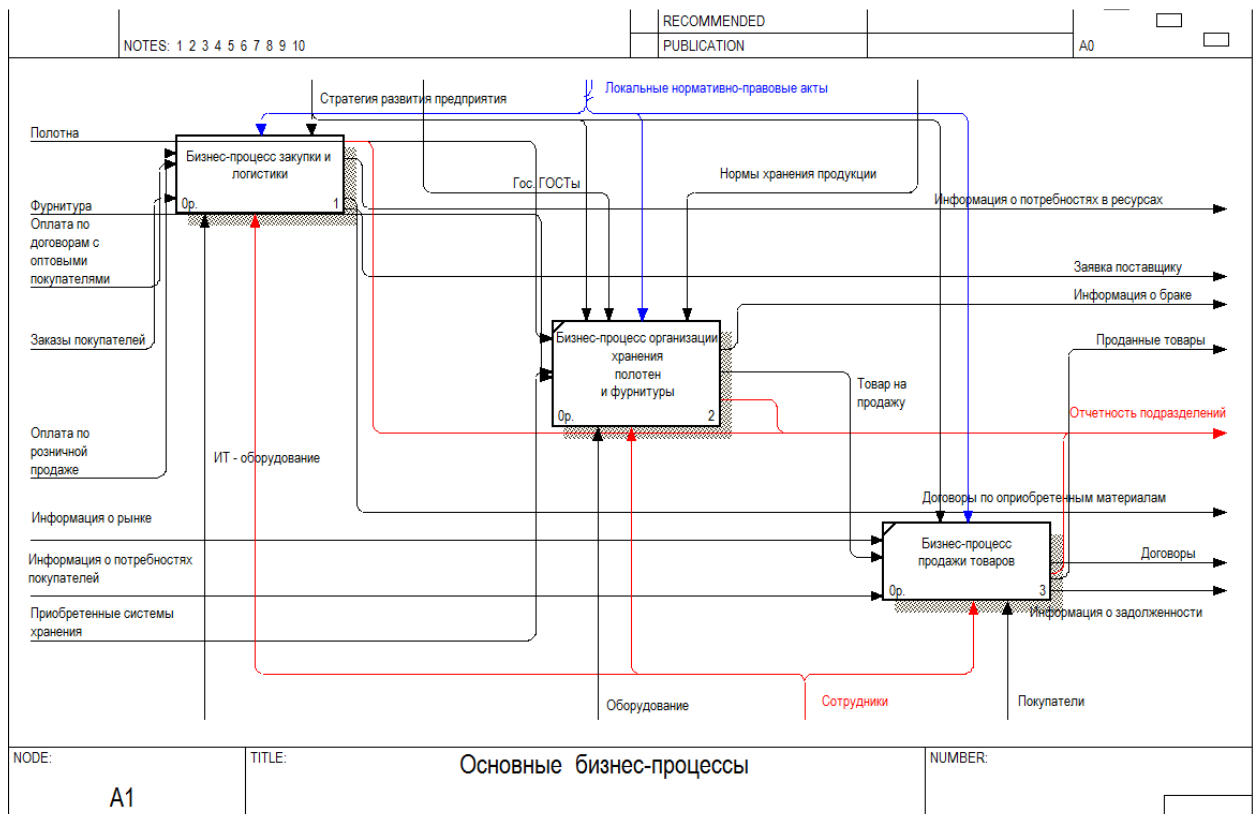 RECOMMENDED
NOTES: 1 2 3 4 5 6 7 8 9 10
PUBLICATION
A0
Локальные нормативно-правовые акты
Стратегия развития предприятия
Полотна
Бизнес-процесс закупки и
логистики
0р.
1
Гос. ГОСТы
Нормы хранения продукции
Фурнитура
Информация о потребностях в ресурсах
Оплата по
договорам с
оптовыми
покупателями
Заявка поставщику
Информация о браке
Заказы покупателей
Бизнес-процесс организации
хранения
полотен
и фурнитуры
0р.
2
Проданные товары
Товар на
продажу
Отчетность подразделений
Оплата по
розничной
продаже
ИТ - оборудование
Договоры по оприобретенным материалам
Информация о рынке
Бизнес-процесс
продажи товаров
0р.
3
Договоры
Информация о потребностях
покупателей
Приобретенные системы
хранения
Информация о задолженности
Оборудование
Сотрудники
Покупатели
NODE:
TITLE:
NUMBER:
Основные бизнес-процессы
A1